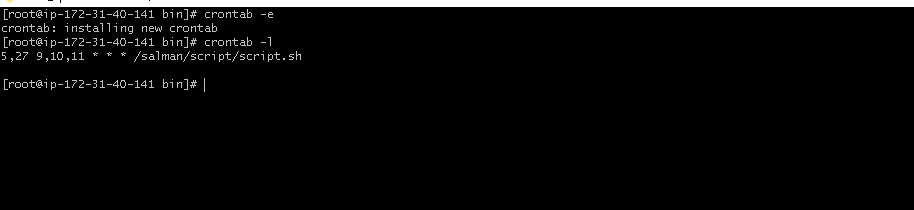 [root@ip-172-31-40-141 bin]# crontab -e
crontab: installing new crontab
[root@ip-172-31-40-141 bin]# crontab -l
5,27 9,10,11 * * * /salman/script/script.sh
[root@ip-172-31-40-141 bin]#